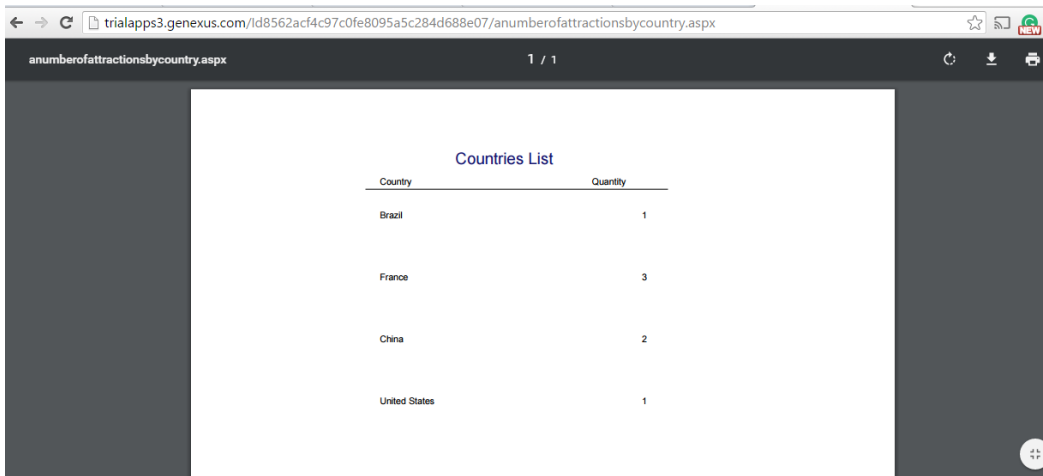 trialapps3.genexus.com/Id8562acf4c97c0fe8095a5c284d688e07/anumberofattractionsbycountry.aspx
NEW
anumberofattractionsbycountry.aspx 1 / 1
Countries List
Country Quantity
Brazil 1
France 3
China 2
United States 1